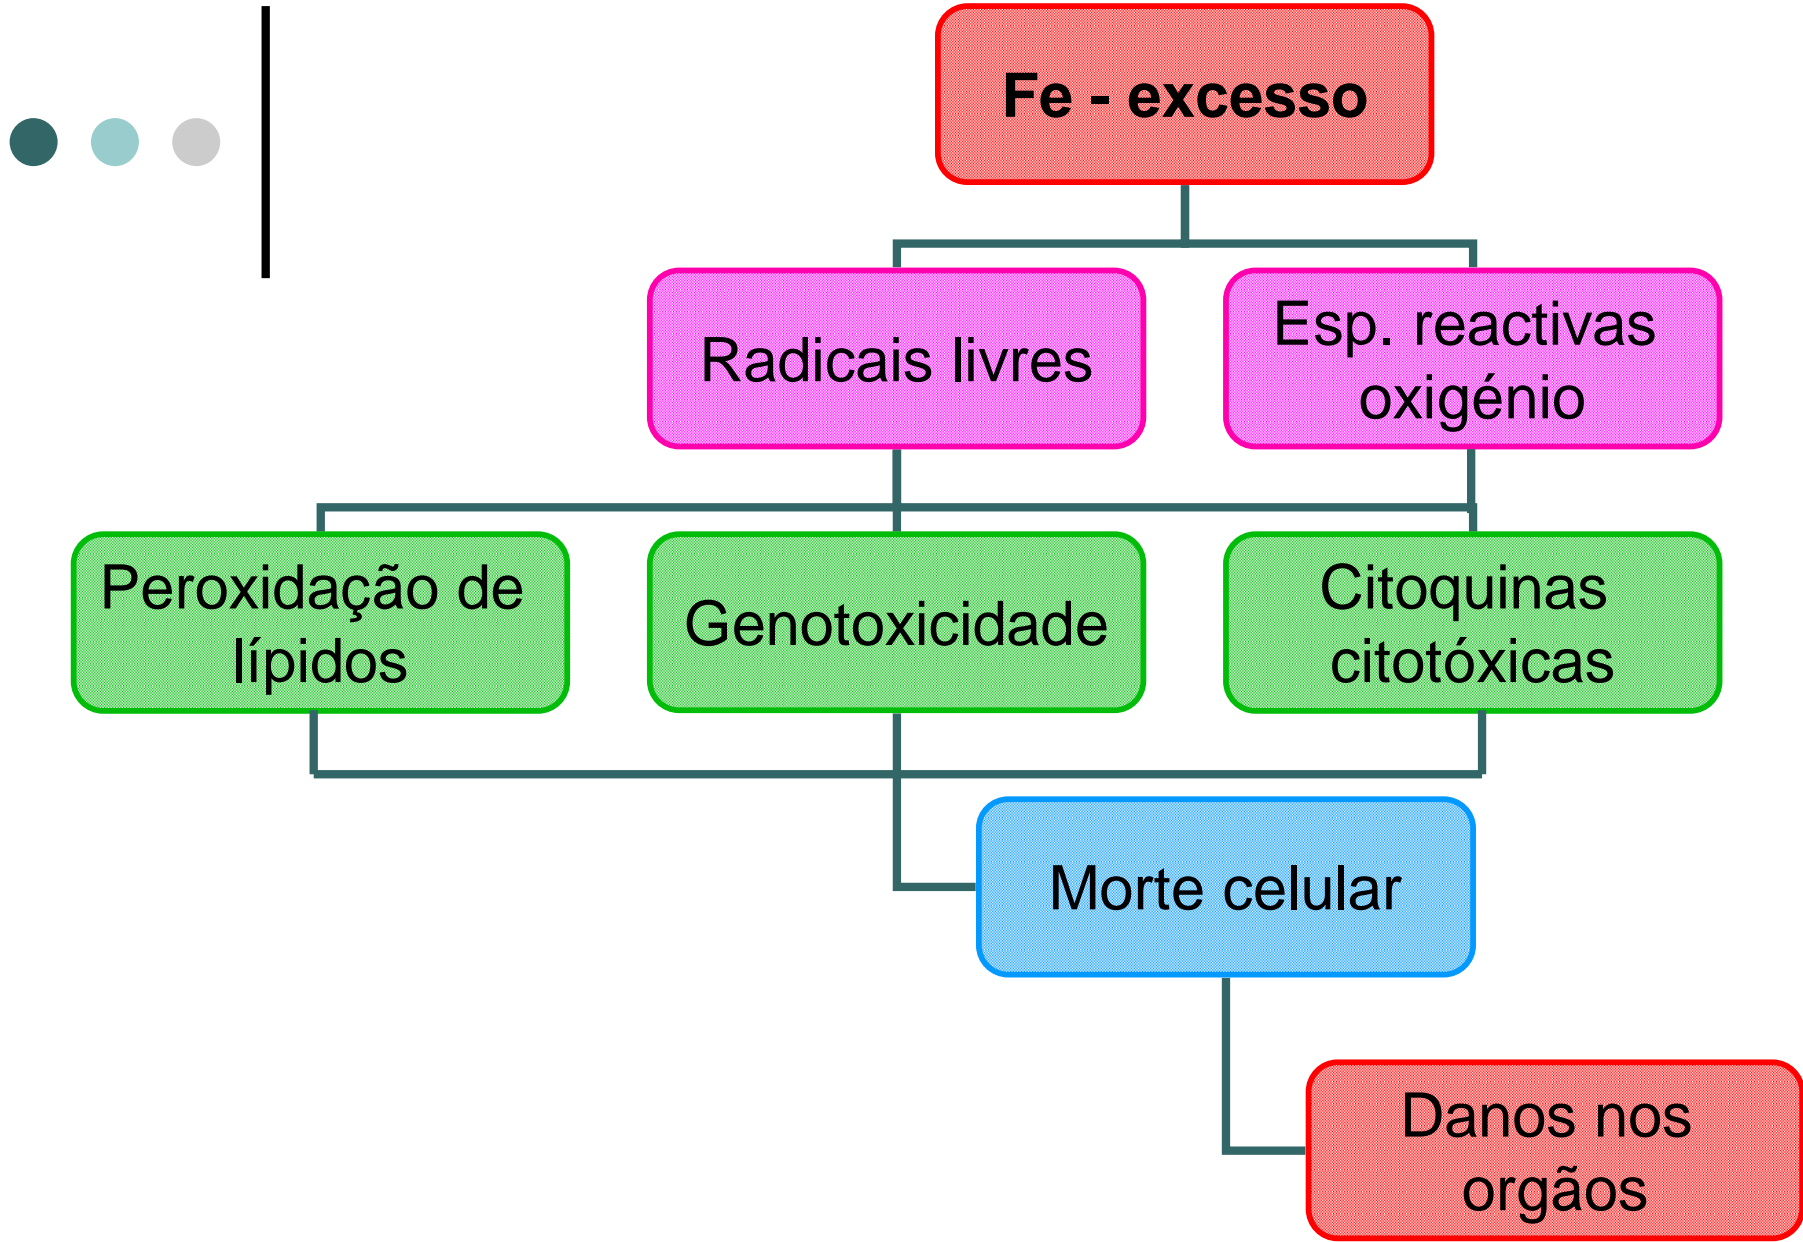 Fe - excesso
Radicais livres
Esp. reactivas
oxigénio
Peroxidação de
lípidos
Genotoxicidade
Citoquinas
citotóxicas
Morte celular
Danos nos
orgãos